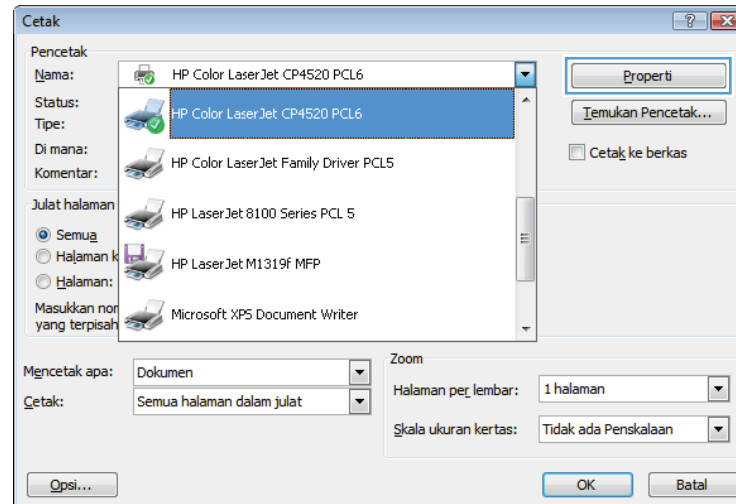 Cetak
Pencetak
Nama: HP Color LaserJet CP4520 PCL6
Properti
Status:
HP Color LaserJet CP4520 PCL6
Temukan Pencetak...
Tipe:
Di mana:
HP Color LaserJet Family Driver PCL5
Cetak ke berkas
Komentar:
Julat halaman
HP LaserJet 8100 Series PCL 5
Semua
Halaman k
HP LaserJet M1319f MFP
Halaman:
Masukkan nor
Microsoft XPS Document Writer
yang terpisah
Mencetak apa: Dokumen
Cetak: Semua halaman dalam julat
Zoom
Halaman per lembar: 1 halaman
Skala ukuran kertas: Tidak ada Penskalaan
Opsi...
OK
Batal